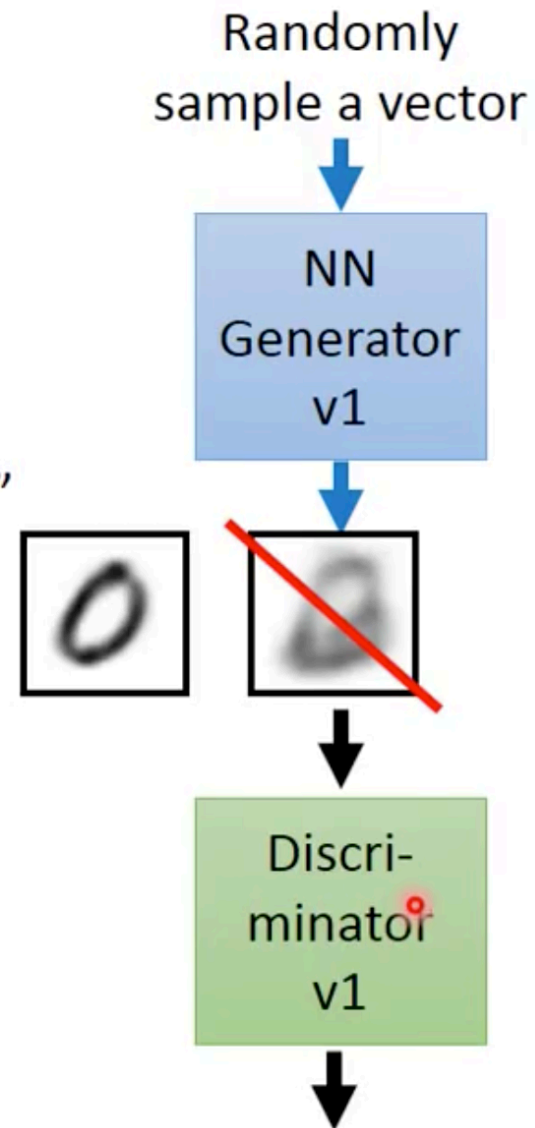 Randomly
sample a vector
NN
Generator
v1
”
Discri-
minator
v1